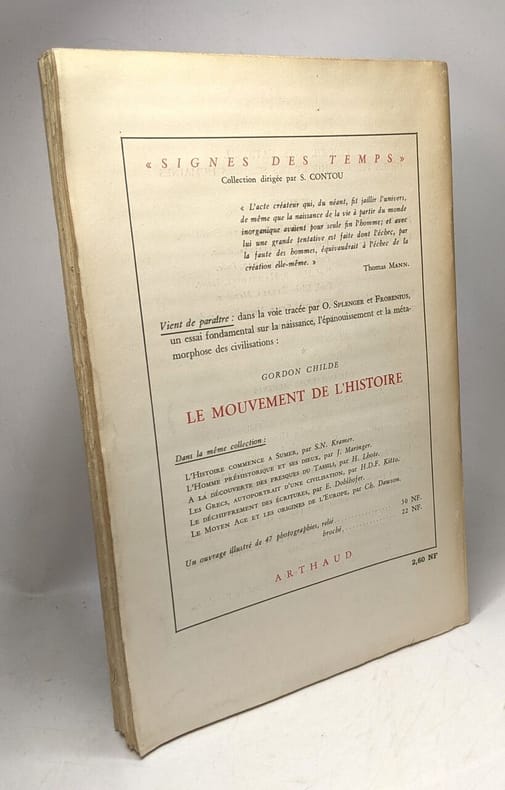 « SIGNES DES TEMPS »
Collection dirigée par S. CONTOU
« L'acte créateur qui, du néant, fit jaillir l'univers,
de même que la naissance de la vie à partir du monde
inorganique avaient pour seule fin l'homme; et avec
lui une grande tentative est faite dont l'échec, par
la faute des hommes, équivaudrait à l'échec de la
création elle-même. »
Thomas MANN.
Vient de paraître : dans la voie tracée par O. SPLENGER et FROBENIUS,
un essai fondamental sur la naissance, l'épanouissement et la méta-
morphose des civilisations :
GORDON CHILDE
LE MOUVEMENT DE L'HISTOIRE
Dans la même collection :
L'HISTOIRE COMMENCE A SUMER, par S.N. Kramer.
L'HOMME PRÉHISTORIQUE ET SES DIEUX, par J. Maringer.
A LA DÉCOUVERTE DES FRESQUES DU TASSILI, par H. Lhote.
LES GRECS, AUTOPORTRAIT D'UNE CIVILISATION, par H.D.F. Kitto.
LE DÉCHIFFREMENT DES ÉCRITURES, par E. Doblhofer.
LE MOYEN AGE ET LES ORIGINES DE L'EUROPE, par Ch. Dawson.
Un ouvrage illustré de 47 photographies, relié .................. 30 NF.
broché .................. 22 NF.
ARTHAUD
2,60 NF